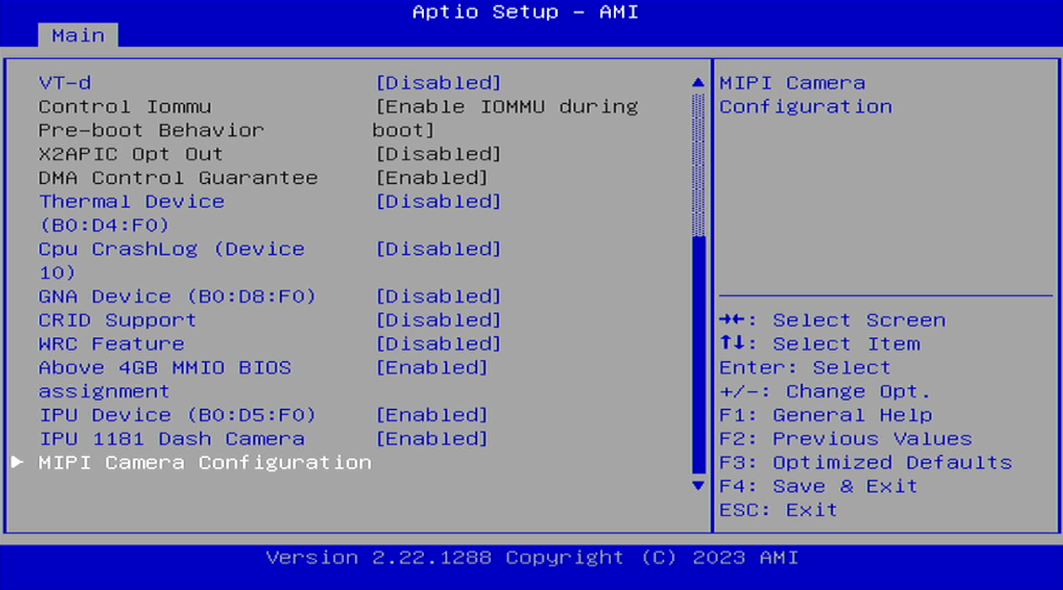 Aptio Setup - AMI
Main
VT-d [Disabled]
Control Iommu [Enable IOMMU during
Pre-boot Behavior boot]
X2APIC Opt Out [Disabled]
DMA Control Guarantee [Enabled]
Thermal Device [Disabled]
(B0:D4:F0)
Cpu CrashLog (Device [Disabled]
10)
GNA Device (B0:D8:F0) [Disabled]
CRID Support [Disabled]
WRC Feature [Disabled]
Above 4GB MMIO BIOS [Enabled]
assignment
IPU Device (B0:D5:F0) [Enabled]
IPU 1181 Dash Camera [Enabled]
► MIPI Camera Configuration
MIPI Camera
Configuration
→←: Select Screen
↑↓: Select Item
Enter: Select
+/-: Change Opt.
F1: General Help
F2: Previous Values
F3: Optimized Defaults
F4: Save & Exit
ESC: Exit
Version 2.22.1288 Copyright (C) 2023 AMI